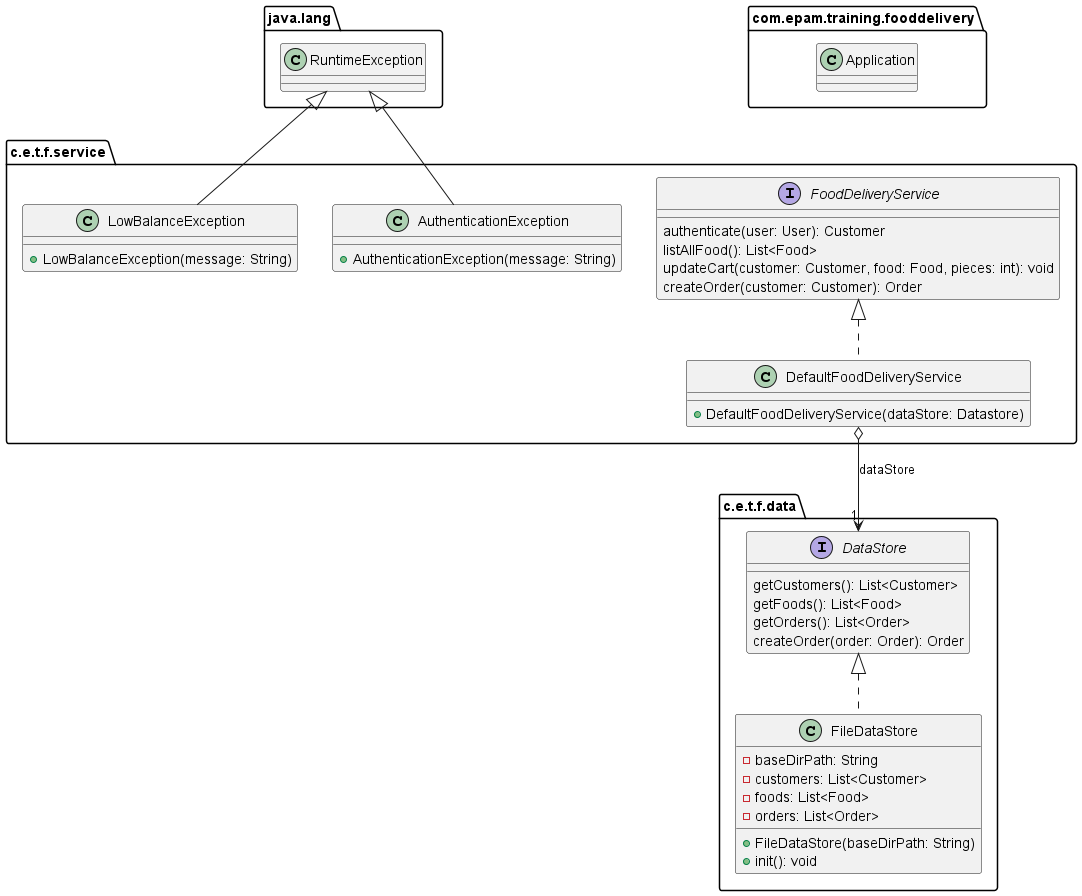 java.lang
C RuntimeException
com.epam.training.fooddelivery
C Application
c.e.t.f.service
C LowBalanceException
LowBalanceException(message: String)
C AuthenticationException
AuthenticationException(message: String)
I FoodDeliveryService
authenticate(user: User): Customer
listAllFood(): List<Food>
updateCart(customer: Customer, food: Food, pieces: int): void
createOrder(customer: Customer): Order
C DefaultFoodDeliveryService
DefaultFoodDeliveryService(dataStore: Datastore)
dataStore
1
c.e.t.f.data
I DataStore
getCustomers(): List<Customer>
getFoods(): List<Food>
getOrders(): List<Order>
createOrder(order: Order): Order
C FileDataStore
baseDirPath: String
customers: List<Customer>
foods: List<Food>
orders: List<Order>
FileDataStore(baseDirPath: String)
init(): void